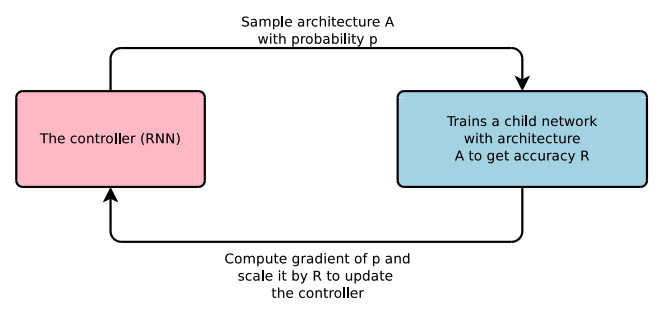 Sample architecture A
with probability p
The controller (RNN)
Trains a child network
with architecture
A to get accuracy R
Compute gradient of p and
scale it by R to update
the controller